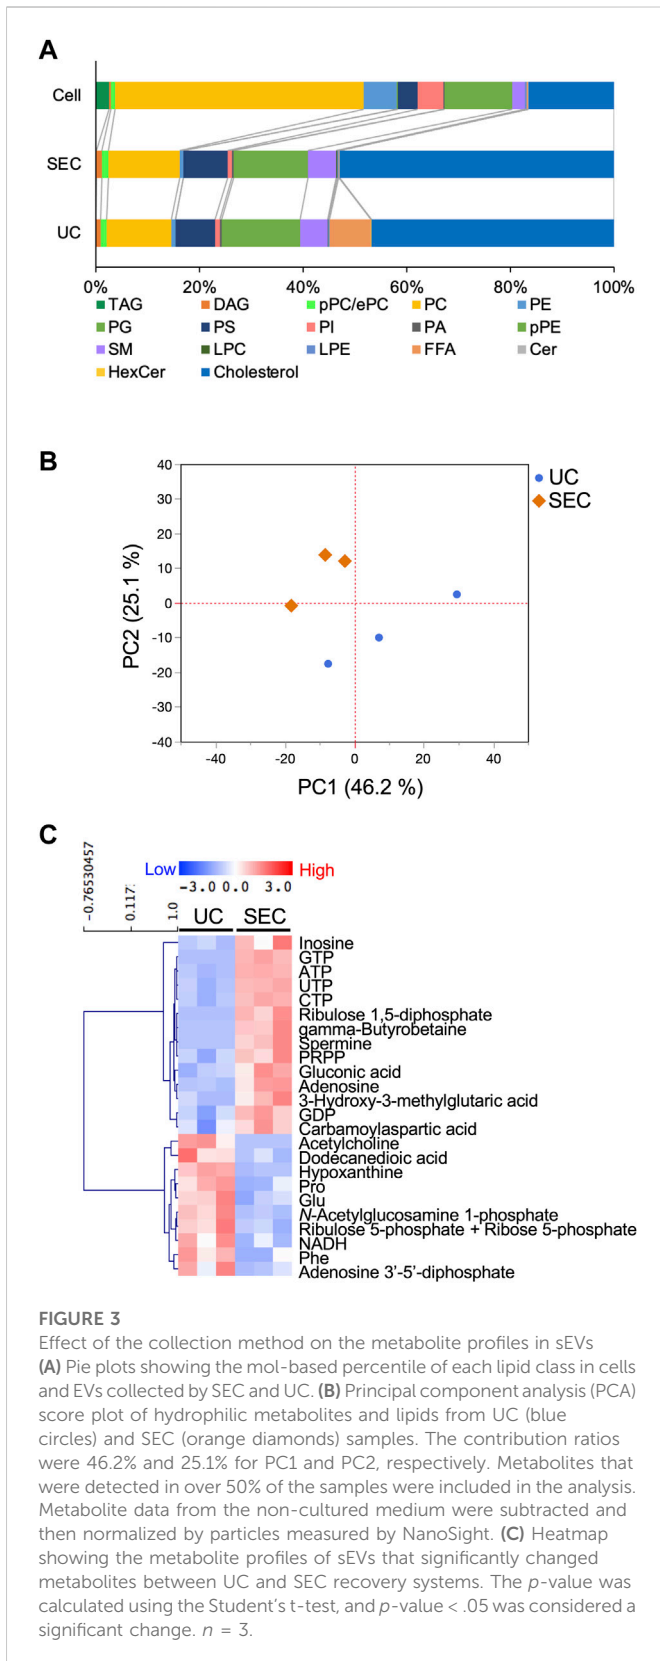 A
Cell
SEC
UC
0% 20% 40% 60% 80% 100%
TAG DAG pPC/ePC PC PE
PG PS PI PA pPE
SM LPC LPE FFA Cer
HexCer Cholesterol
B
40
30
20
10
0
-10
-20
-30
-40
PC2 (25.1 %)
-40 -20 0 20 40
PC1 (46.2 %)
UC
SEC
C
-0.76530457
0.117:
1.0
Low High
-3.0 0.0 3.0
UC SEC
Inosine
GTP
ATP
UTP
CTP
Ribulose 1,5-diphosphate
gamma-Butyrobetaine
Spermine
PRPP
Gluconic acid
Adenosine
3-Hydroxy-3-methylglutaric acid
GDP
Carbamoylaspartic acid
Acetylcholine
Dodecanedioic acid
Hypoxanthine
Pro
Glu
N-Acetylglucosamine 1-phosphate
Ribulose 5-phosphate + Ribose 5-phosphate
NADH
Phe
Adenosine 3'-5'-diphosphate
FIGURE 3
Effect of the collection method on the metabolite profiles in sEVs
(A) Pie plots showing the mol-based percentile of each lipid class in cells
and EVs collected by SEC and UC. (B) Principal component analysis (PCA)
score plot of hydrophilic metabolites and lipids from UC (blue
circles) and SEC (orange diamonds) samples. The contribution ratios
were 46.2% and 25.1% for PC1 and PC2, respectively. Metabolites that
were detected in over 50% of the samples were included in the analysis.
Metabolite data from the non-cultured medium were subtracted and
then normalized by particles measured by NanoSight. (C) Heatmap
showing the metabolite profiles of sEVs that significantly changed
metabolites between UC and SEC recovery systems. The p-value was
calculated using the Student's t-test, and p-value < .05 was considered a
significant change. n = 3.